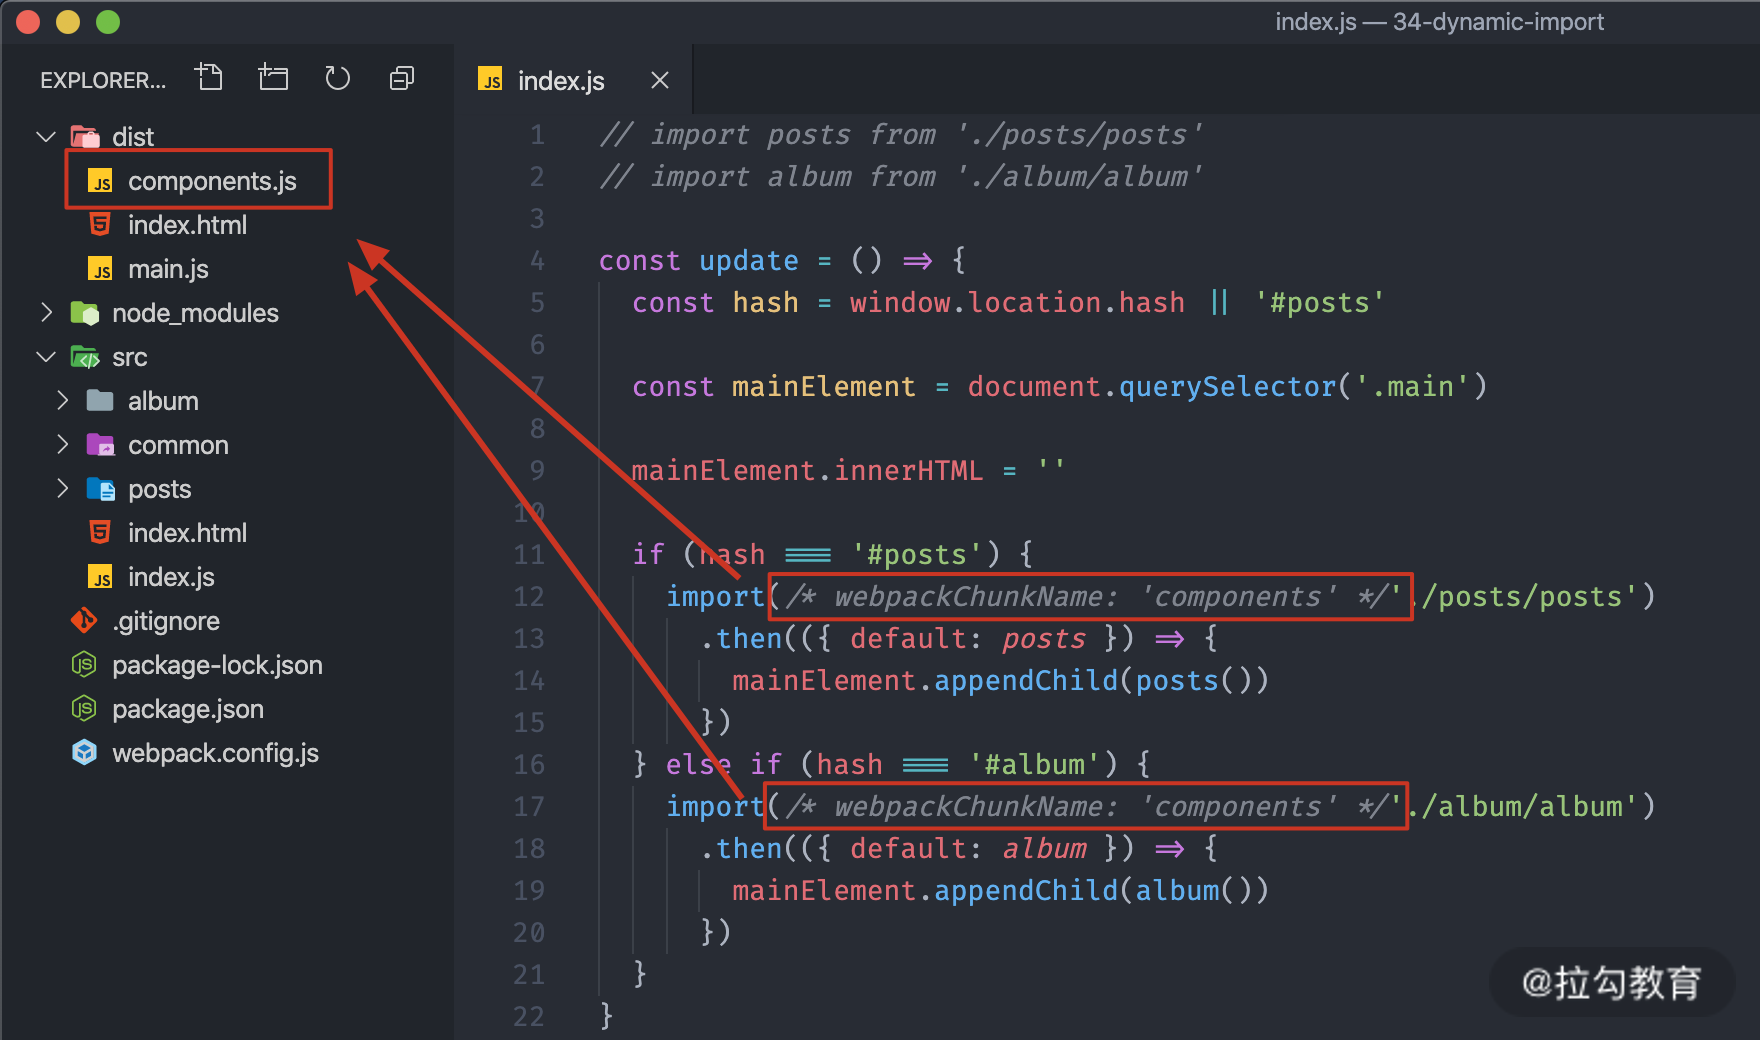 index.js — 34-dynamic-import
EXPLORER...
dist
components.js
index.html
main.js
node_modules
src
album
common
posts
index.html
index.js
.gitignore
package-lock.json
package.json
webpack.config.js
index.js
1 // import posts from './posts/posts'
2 // import album from './album/album'
3
4 const update = () => {
5 const hash = window.location.hash || '#posts'
6
7 const mainElement = document.querySelector('.main')
8
9 mainElement.innerHTML = ''
10
11 if (hash === '#posts') {
12 import(/* webpackChunkName: 'components' */'./posts/posts')
13 .then(({ default: posts }) => {
14 mainElement.appendChild(posts())
15 })
16 } else if (hash === '#album') {
17 import(/* webpackChunkName: 'components' */'./album/album')
18 .then(({ default: album }) => {
19 mainElement.appendChild(album())
20 })
21 }
22 }
@拉勾教育